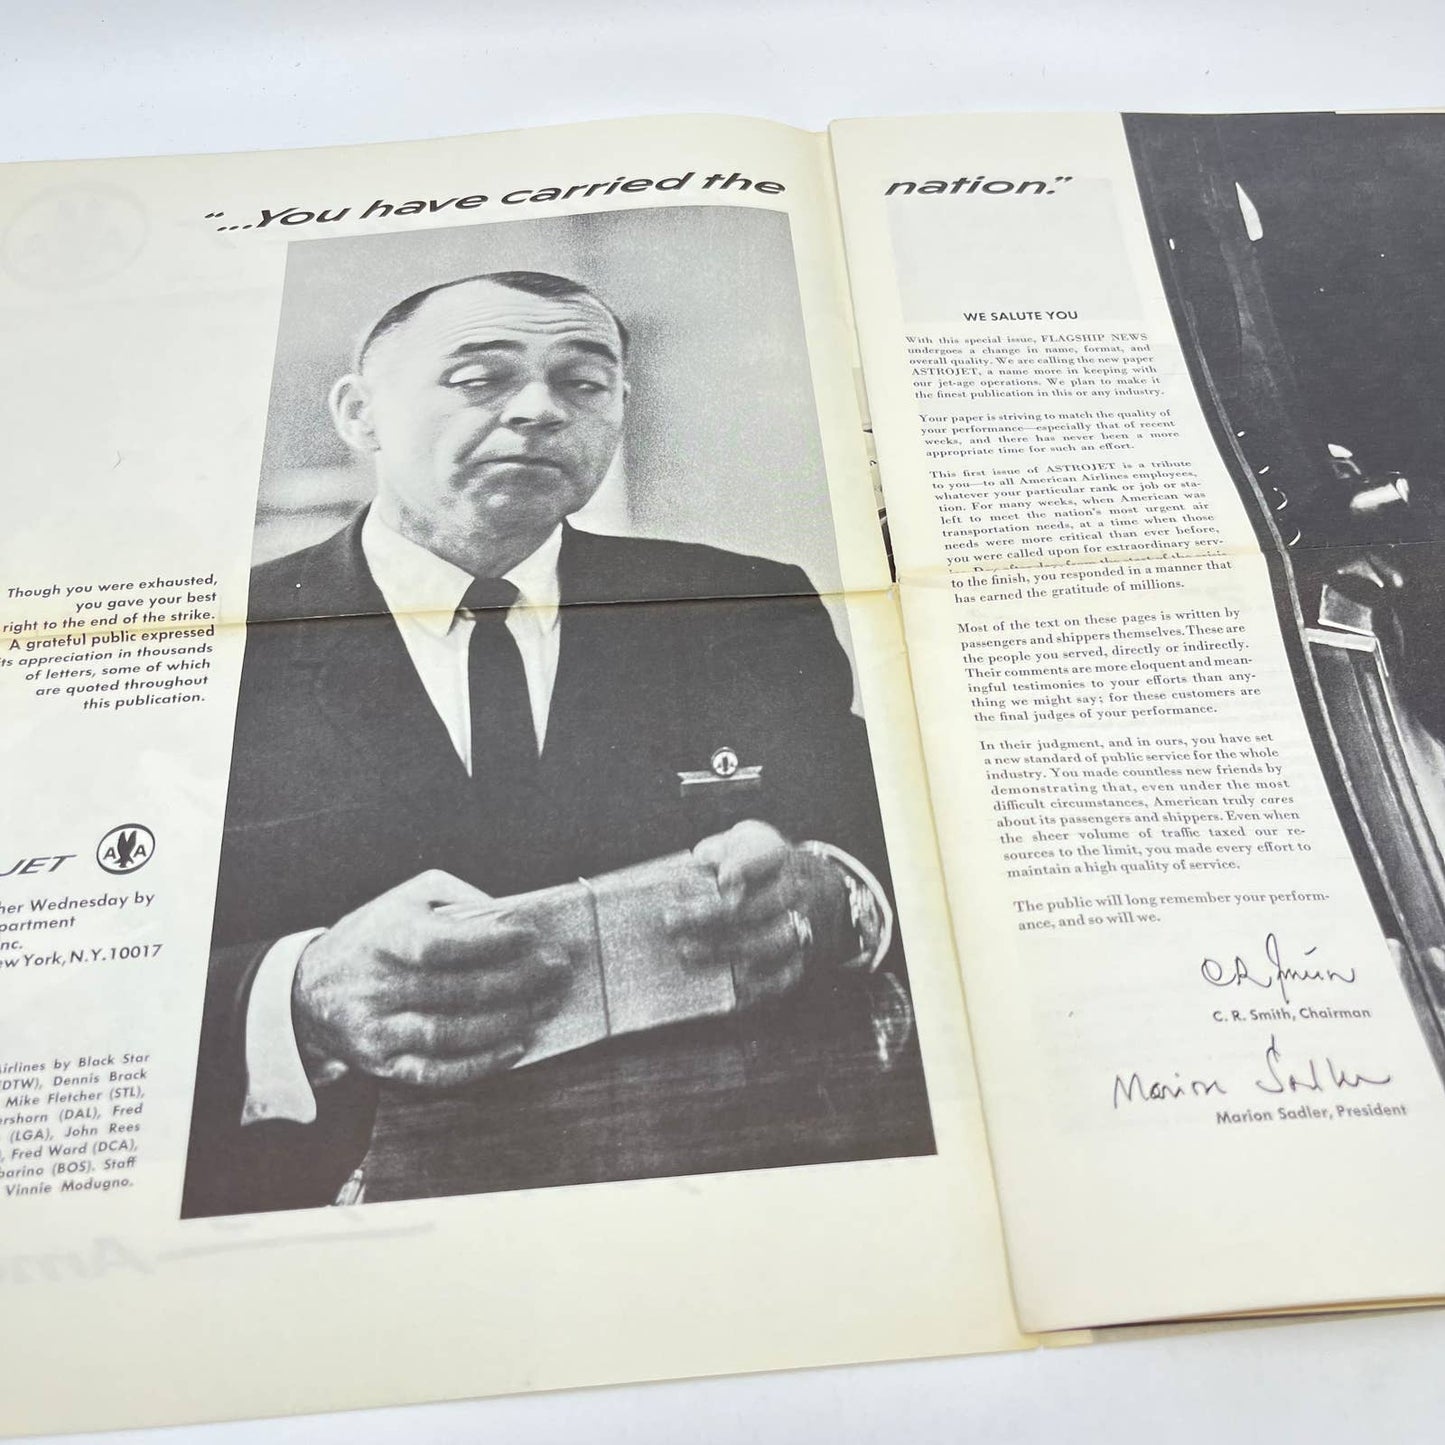 "...You have carried the
nation."
Though you were exhausted,
you gave your best
right to the end of the strike.
A grateful public expressed
its appreciation in thousands
of letters, some of which
are quoted throughout
this publication.
JET
A A
her Wednesday by
partment
nc.
ew York, N.Y. 10017
Airlines by Black Star
(DTW), Dennis Brack
Mike Fletcher (STL),
ershorn (DAL), Fred
(LGA), John Rees
, Fred Ward (DCA),
barino (BOS). Staff
Vinnie Modugno.
WE SALUTE YOU
With this special issue, FLAGSHIP NEWS
undergoes a change in name, format, and
overall quality. We are calling the new paper
ASTROJET, a name more in keeping with
our jet-age operations. We plan to make it
the finest publication in this or any industry.
Your paper is striving to match the quality of
your performance—especially that of recent
weeks, and there has never been a more
appropriate time for such an effort.
This first issue of ASTROJET is a tribute
to you—to all American Airlines employees,
whatever your particular rank or job or sta-
tion. For many weeks, when American was
left to meet the nation's most urgent air
transportation needs, at a time when those
needs were more critical than ever before,
you were called upon for extraordinary serv-
ice. Day after day, from the start of the crisis
to the finish, you responded in a manner that
has earned the gratitude of millions.
Most of the text on these pages is written by
passengers and shippers themselves. These are
the people you served, directly or indirectly.
Their comments are more eloquent and mean-
ingful testimonies to your efforts than any-
thing we might say; for these customers are
the final judges of your performance.
In their judgment, and in ours, you have set
a new standard of public service for the whole
industry. You made countless new friends by
demonstrating that, even under the most
difficult circumstances, American truly cares
about its passengers and shippers. Even when
the sheer volume of traffic taxed our re-
sources to the limit, you made every effort to
maintain a high quality of service.
The public will long remember your perform-
ance, and so will we.
C R Smith
C. R. Smith, Chairman
Marion Sadler
Marion Sadler, President